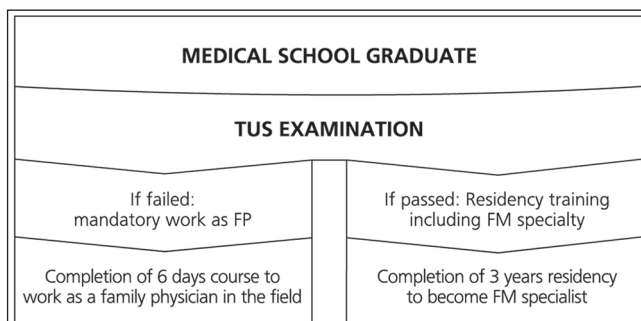 MEDICAL SCHOOL GRADUATE
TUS EXAMINATION
If failed:
mandatory work as FP
If passed: Residency training
including FM specialty
Completion of 6 days course to
work as a family physician in the field
Completion of 3 years residency
to become FM specialist